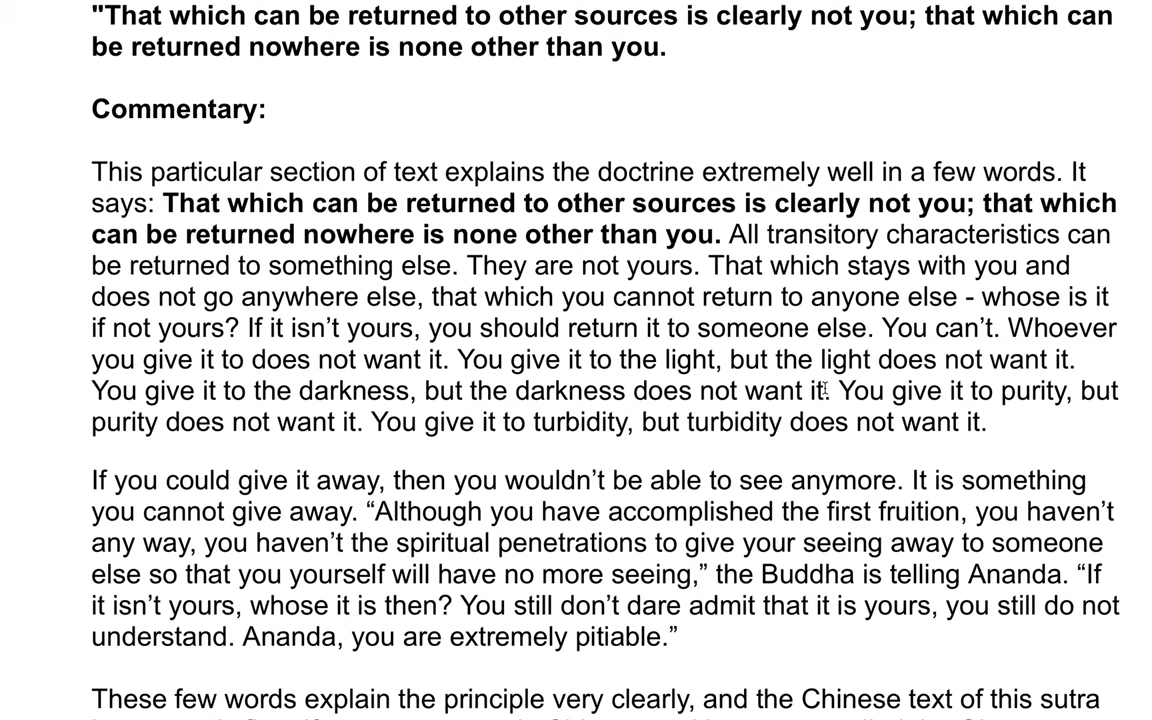 "That which can be returned to other sources is clearly not you; that which can
be returned nowhere is none other than you.
Commentary:
This particular section of text explains the doctrine extremely well in a few words. It
says: That which can be returned to other sources is clearly not you; that which
can be returned nowhere is none other than you. All transitory characteristics can
be returned to something else. They are not yours. That which stays with you and
does not go anywhere else, that which you cannot return to anyone else - whose is it
if not yours? If it isn’t yours, you should return it to someone else. You can’t. Whoever
you give it to does not want it. You give it to the light, but the light does not want it.
You give it to the darkness, but the darkness does not want it. You give it to purity, but
purity does not want it. You give it to turbidity, but turbidity does not want it.
If you could give it away, then you wouldn’t be able to see anymore. It is something
you cannot give away. “Although you have accomplished the first fruition, you haven’t
any way, you haven’t the spiritual penetrations to give your seeing away to someone
else so that you yourself will have no more seeing,” the Buddha is telling Ananda. “If
it isn’t yours, whose it is then? You still don’t dare admit that it is yours, you still do not
understand. Ananda, you are extremely pitiable.”
These few words explain the principle very clearly, and the Chinese text of this sutra